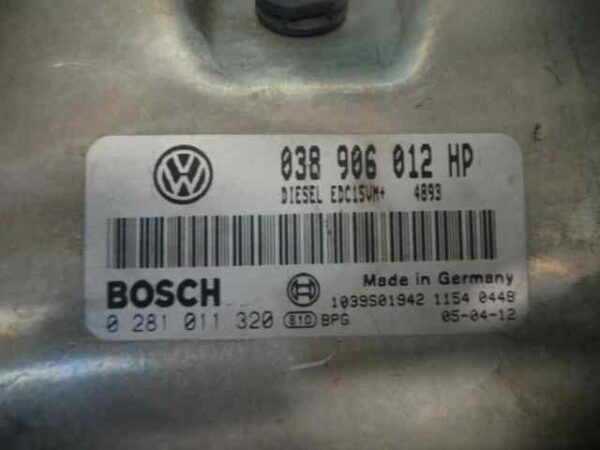 038 906 012 HP
DIESEL EDC15VM+ 4893
BOSCH
Made in Germany
1039S01942 1154 0448
0 281 011 320 810 BPG 05-04-12